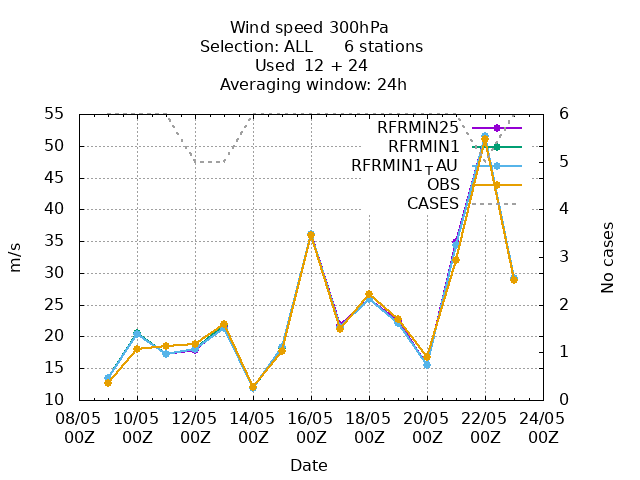 Wind speed 300hPa
Selection: ALL 6 stations
Used 12 + 24
Averaging window: 24h
RFRMIN25
RFRMIN1
RFRMIN1TAU
OBS
CASES
55
50
45
40
35
30
25
20
15
10
m/s
6
5
4
3
2
1
0
No cases
08/05 10/05 12/05 14/05 16/05 18/05 20/05 22/05 24/05
00Z 00Z 00Z 00Z 00Z 00Z 00Z 00Z 00Z
Date